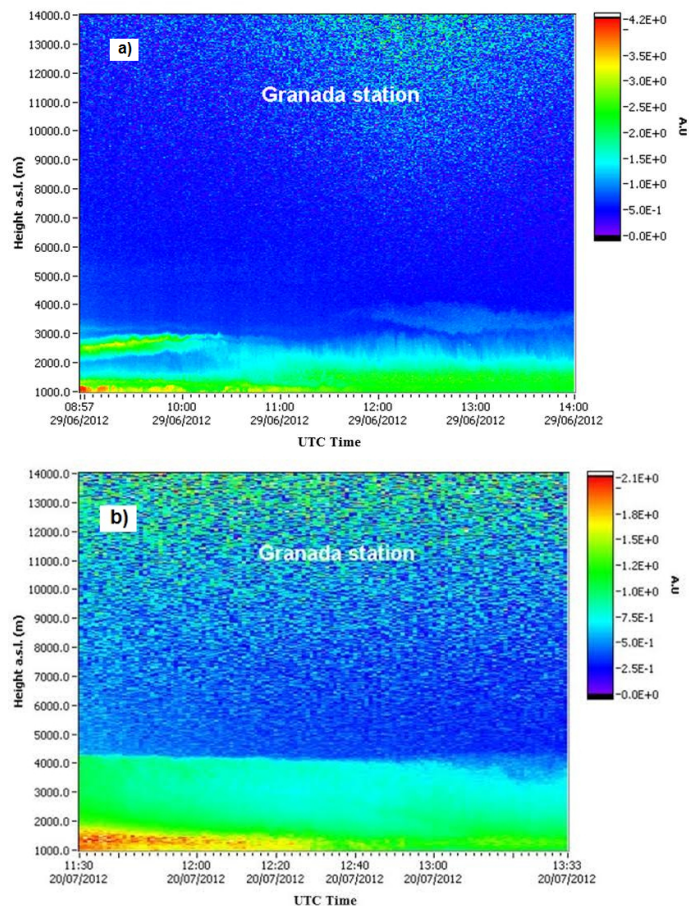 a)
Granada station
Height a.s.l. (m)
14000.0
13000.0
12000.0
11000.0
10000.0
9000.0
8000.0
7000.0
6000.0
5000.0
4000.0
3000.0
2000.0
1000.0
08:57 10:00 11:00 12:00 13:00 14:00
29/06/2012 29/06/2012 29/06/2012 29/06/2012 29/06/2012 29/06/2012
UTC Time
4.2E+0
3.5E+0
2.5E+0
2.0E+0
1.5E+0
1.0E+0
5.0E-1
0.0E+0
A.U
b)
Granada station
Height a.s.l. (m)
14000.0
13000.0
12000.0
11000.0
10000.0
9000.0
8000.0
7000.0
6000.0
5000.0
4000.0
3000.0
2000.0
1000.0
11:30 12:00 12:20 12:40 13:00 13:33
20/07/2012 20/07/2012 20/07/2012 20/07/2012 20/07/2012 20/07/2012
UTC Time
2.1E+0
1.8E+0
1.5E+0
1.3E+0
1.0E+0
7.5E-1
5.0E-1
2.5E-1
0.0E+0
A.U